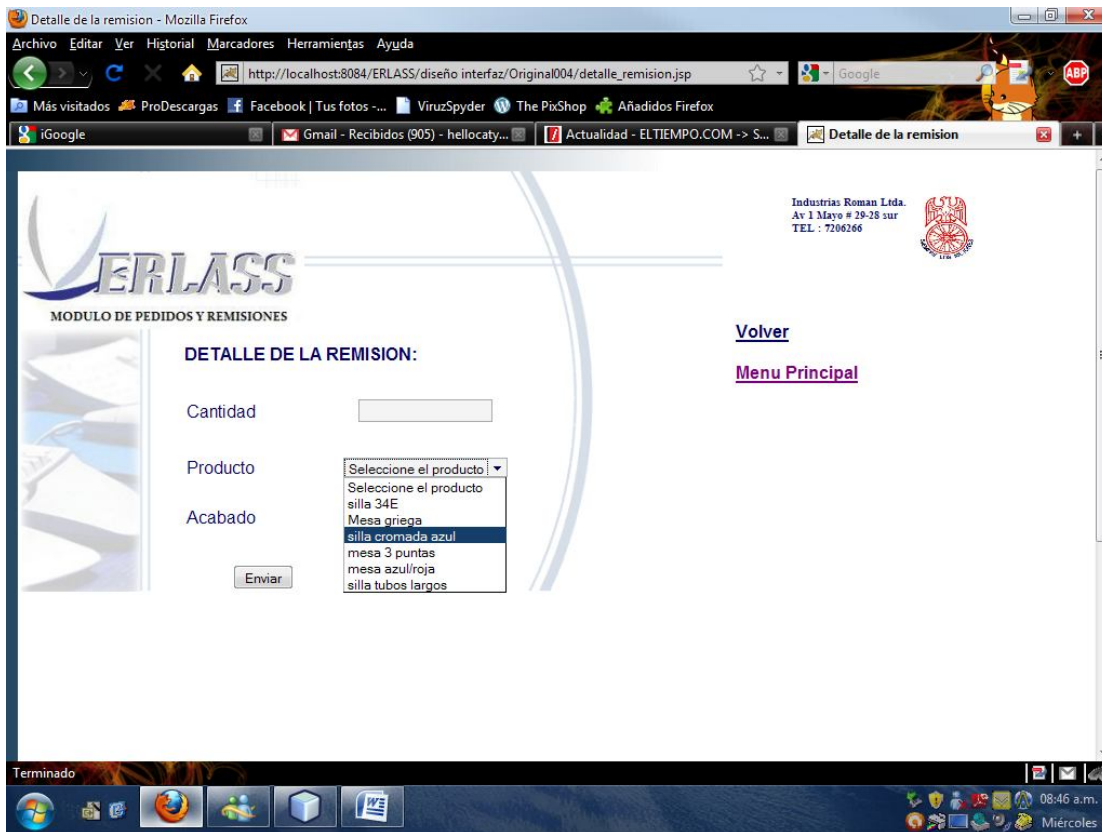 Detalle de la remision - Mozilla Firefox
Archivo Editar Ver Historial Marcadores Herramientas Ayuda
http://localhost:8084/ERLASS/diseño interfaz/Original004/detalle_remision.jsp
Google
ABP
Más visitados ProDescargas Facebook | Tus fotos -... ViruzSpyder The PixShop Añadidos Firefox
iGoogle
Gmail - Recibidos (905) - hellocaty...
Actualidad - ELTIEMPO.COM -> S...
Detalle de la remision
Industrias Roman Ltda.
Av 1 Mayo # 29-28 sur
TEL : 7206266
ERLASS
MODULO DE PEDIDOS Y REMISIONES
Volver
DETALLE DE LA REMISION:
Menu Principal
Cantidad
Producto
Seleccione el producto
Seleccione el producto
silla 34E
Mesa griega
silla cromada azul
mesa 3 puntas
mesa azul/roja
silla tubos largos
Acabado
Enviar
Terminado
08:46 a.m.
Miércoles